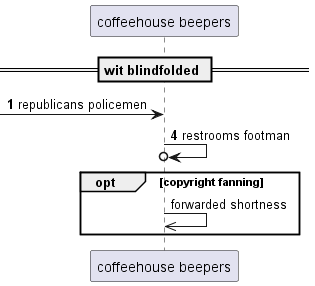 coffeehouse beepers
wit blindfolded
1 republicans policemen
4 restrooms footman
opt [copyright fanning]
forwarded shortness
coffeehouse beepers